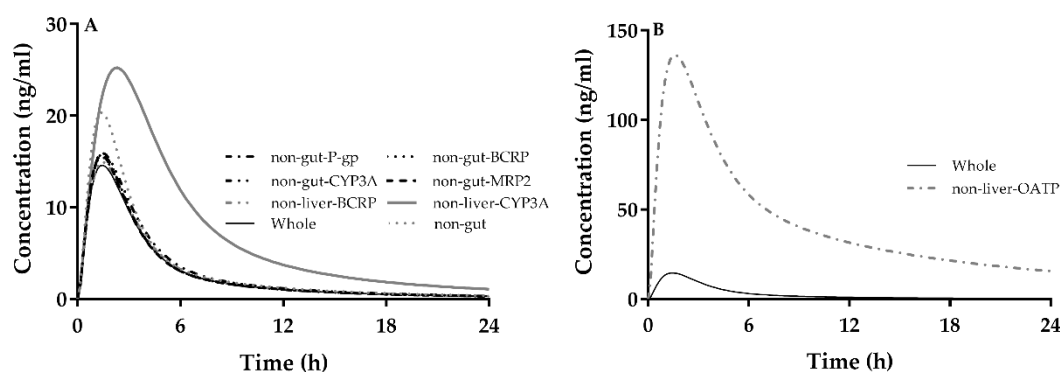 A
30
20
10
0
0 6 12 18 24
Concentration (ng/ml)
Time (h)
non-gut-P-gp non-gut-BCRP
non-gut-CYP3A non-gut-MRP2
non-liver-BCRP non-liver-CYP3A
Whole non-gut
B
150
100
50
0
0 6 12 18 24
Concentration (ng/ml)
Time (h)
Whole
non-liver-OATP